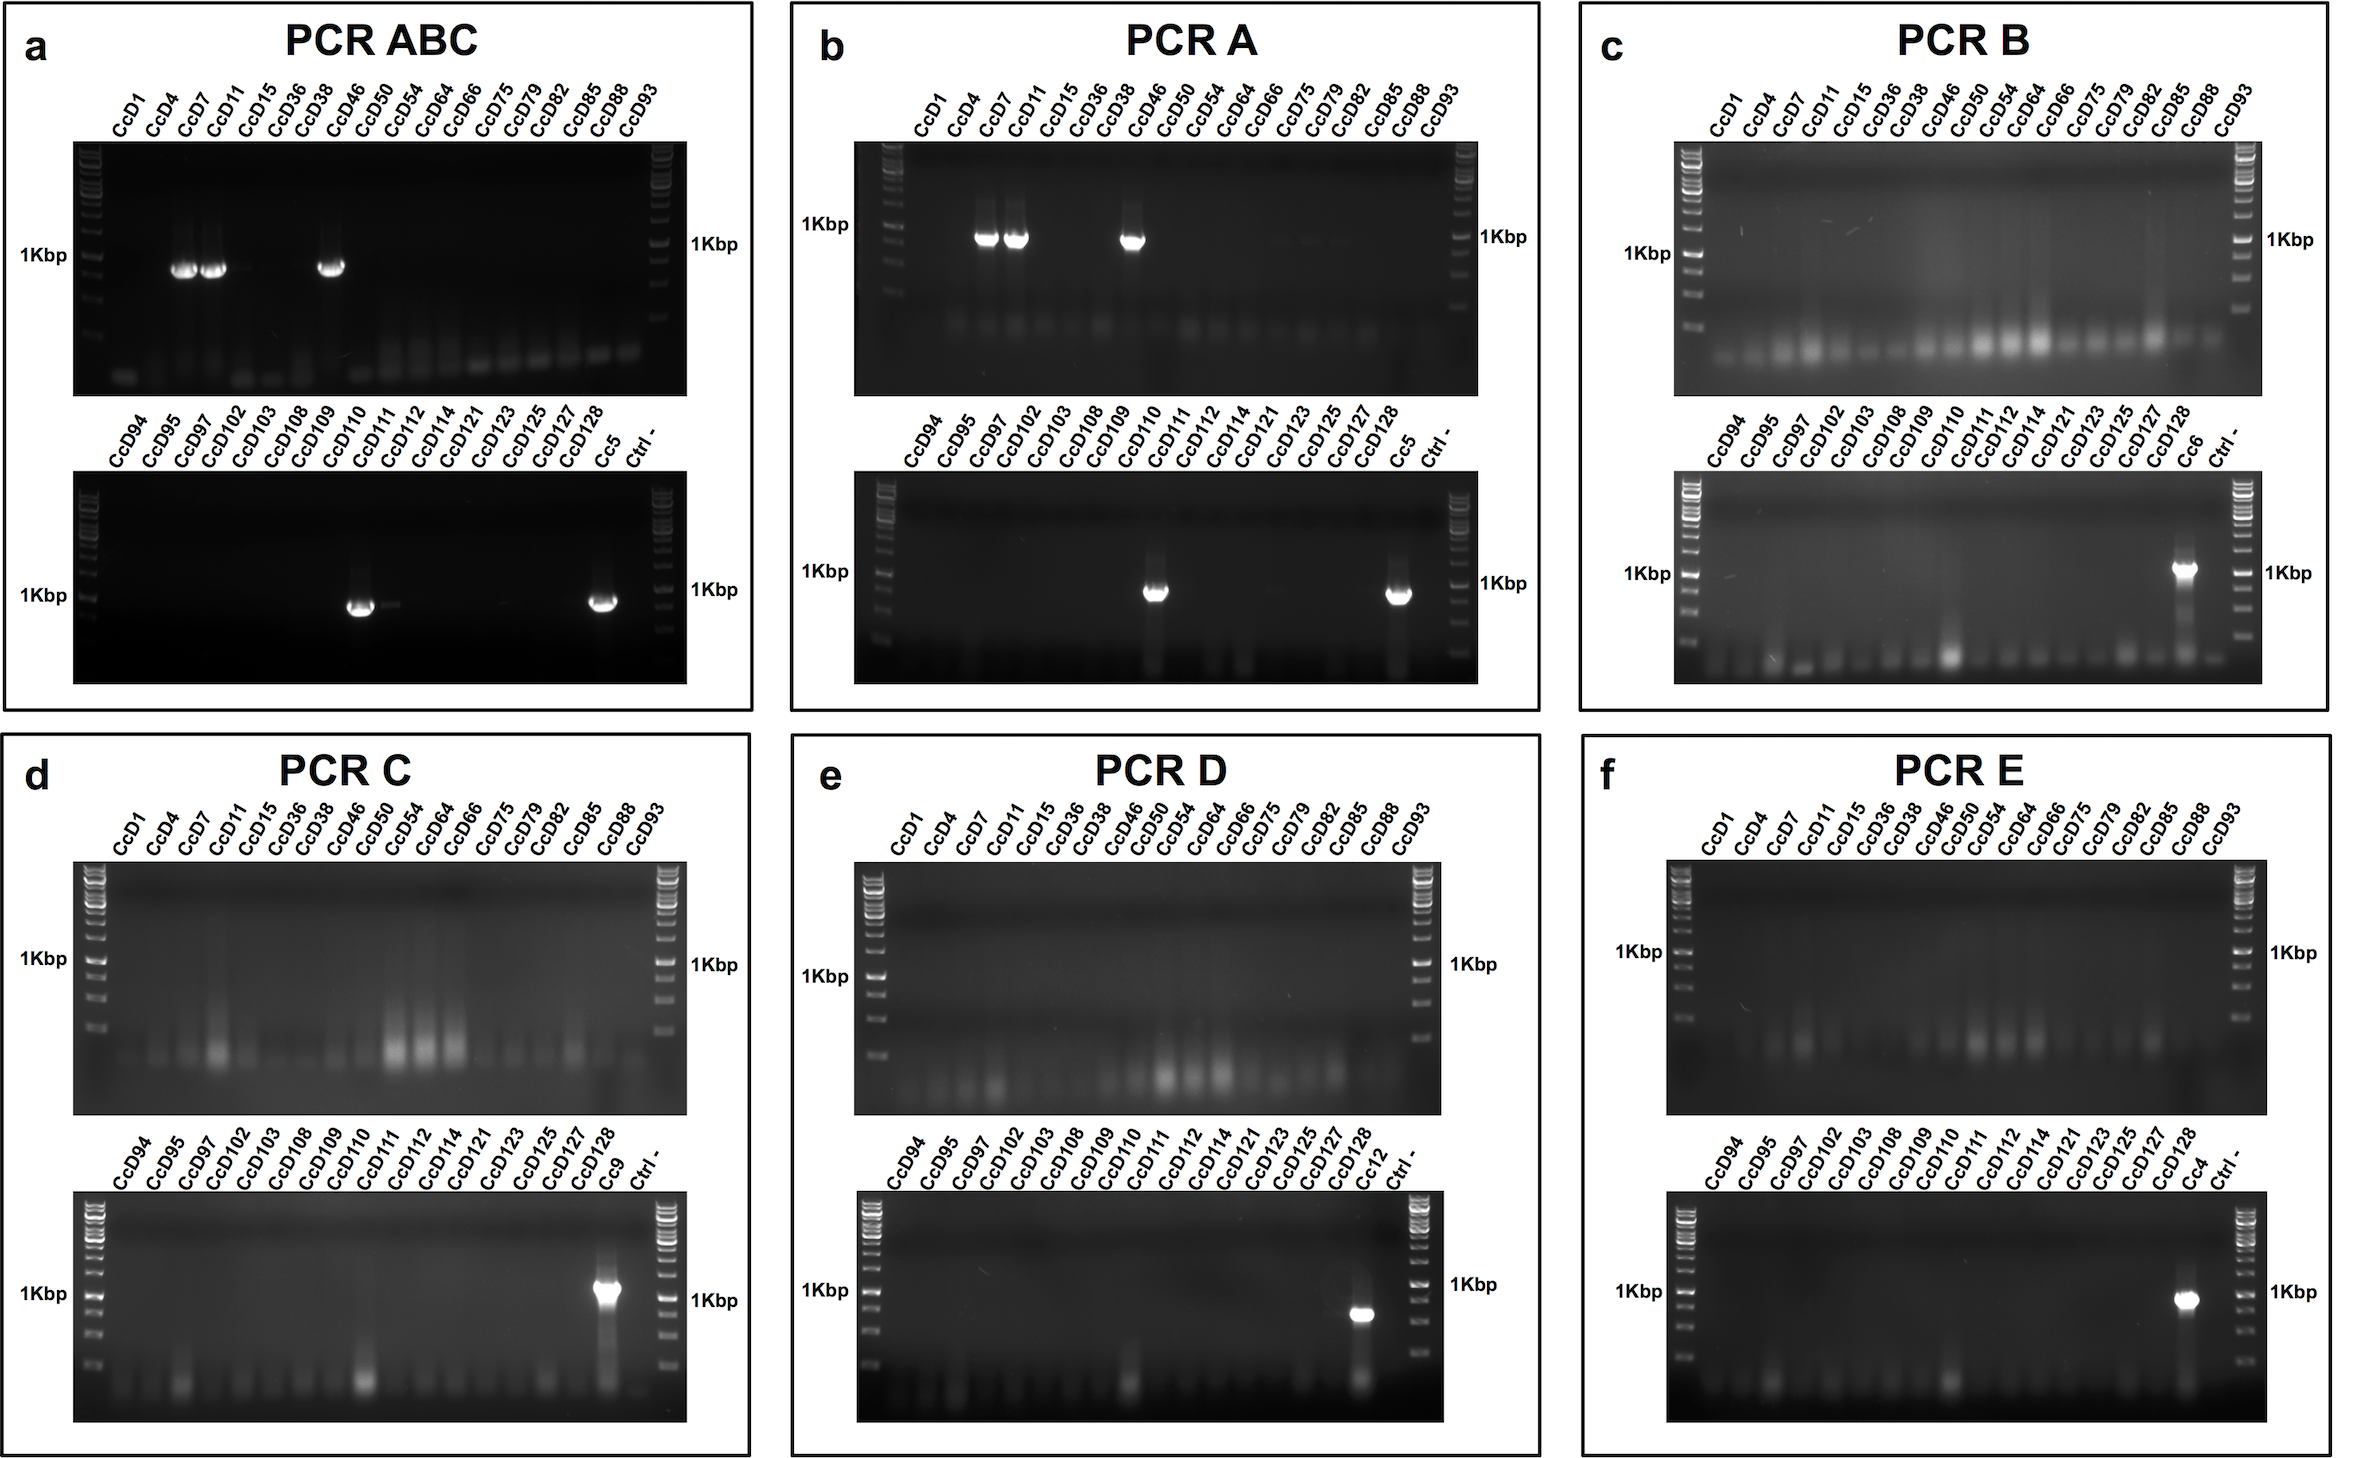 a PCR ABC
CcD1 CcD4 CcD7 CcD11 CcD15 CcD36 CcD38 CcD46 CcD50 CcD54 CcD64 CcD66 CcD75 CcD79 CcD82 CcD85 CcD88 CcD93
1Kbp 1Kbp
CcD94 CcD95 CcD97 CcD102 CcD103 CcD108 CcD109 CcD110 CcD111 CcD112 CcD114 CcD121 CcD123 CcD125 CcD127 CcD128 Cc5 Ctrl -
1Kbp 1Kbp
b PCR A
CcD1 CcD4 CcD7 CcD11 CcD15 CcD36 CcD38 CcD46 CcD50 CcD54 CcD64 CcD66 CcD75 CcD79 CcD82 CcD85 CcD88 CcD93
1Kbp 1Kbp
CcD94 CcD95 CcD97 CcD102 CcD103 CcD108 CcD109 CcD110 CcD111 CcD112 CcD114 CcD121 CcD123 CcD125 CcD127 CcD128 Cc5 Ctrl -
1Kbp 1Kbp
c PCR B
CcD1 CcD4 CcD7 CcD11 CcD15 CcD36 CcD38 CcD46 CcD50 CcD54 CcD64 CcD66 CcD75 CcD79 CcD82 CcD85 CcD88 CcD93
1Kbp 1Kbp
CcD94 CcD95 CcD97 CcD102 CcD103 CcD108 CcD109 CcD110 CcD111 CcD112 CcD114 CcD121 CcD123 CcD125 CcD127 CcD128 Cc6 Ctrl -
1Kbp 1Kbp
d PCR C
CcD1 CcD4 CcD7 CcD11 CcD15 CcD36 CcD38 CcD46 CcD50 CcD54 CcD64 CcD66 CcD75 CcD79 CcD82 CcD85 CcD88 CcD93
1Kbp 1Kbp
CcD94 CcD95 CcD97 CcD102 CcD103 CcD108 CcD109 CcD110 CcD111 CcD112 CcD114 CcD121 CcD123 CcD125 CcD127 CcD128 Cc9 Ctrl -
1Kbp 1Kbp
e PCR D
CcD1 CcD4 CcD7 CcD11 CcD15 CcD36 CcD38 CcD46 CcD50 CcD54 CcD64 CcD66 CcD75 CcD79 CcD82 CcD85 CcD88 CcD93
1Kbp 1Kbp
CcD94 CcD95 CcD97 CcD102 CcD103 CcD108 CcD109 CcD110 CcD111 CcD112 CcD114 CcD121 CcD123 CcD125 CcD127 CcD128 Cc12 Ctrl -
1Kbp 1Kbp
f PCR E
CcD1 CcD4 CcD7 CcD11 CcD15 CcD36 CcD38 CcD46 CcD50 CcD54 CcD64 CcD66 CcD75 CcD79 CcD82 CcD85 CcD88 CcD93
1Kbp 1Kbp
CcD94 CcD95 CcD97 CcD102 CcD103 CcD108 CcD109 CcD110 CcD111 CcD112 CcD114 CcD121 CcD123 CcD125 CcD127 CcD128 Cc4 Ctrl -
1Kbp 1Kbp